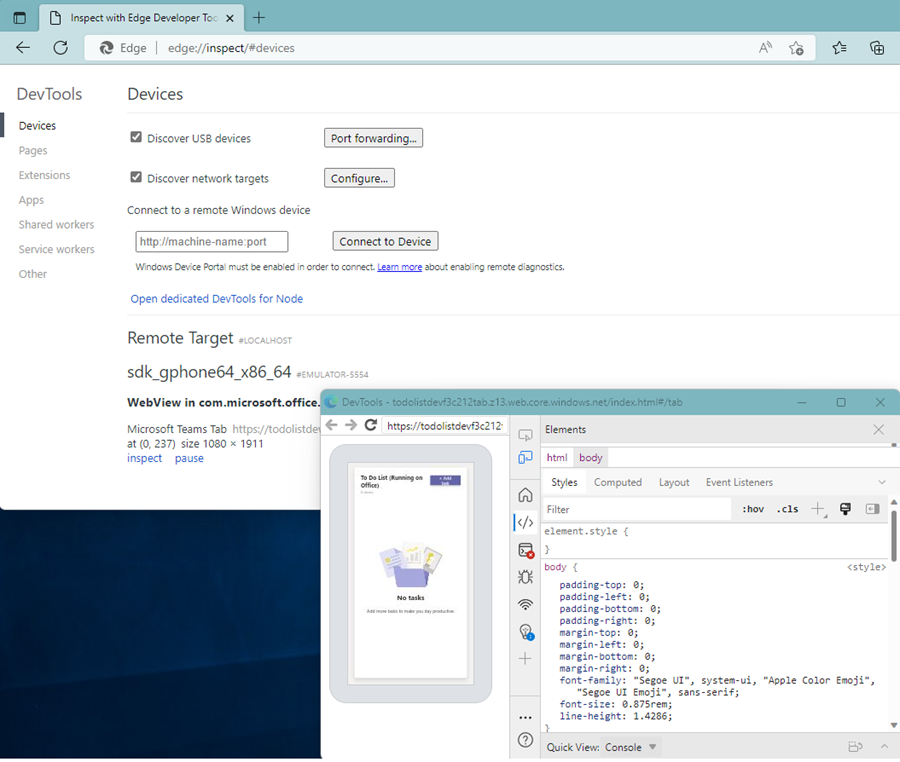 Inspect with Edge Developer Too
Edge
edge://inspect/#devices
DevTools
Devices
Pages
Extensions
Apps
Shared workers
Service workers
Other
Devices
Discover USB devices
Port forwarding...
Discover network targets
Configure...
Connect to a remote Windows device
http://machine-name:port
Connect to Device
Windows Device Portal must be enabled in order to connect. Learn more about enabling remote diagnostics.
Open dedicated DevTools for Node
Remote Target #LOCALHOST
sdk_gphone64_x86_64 #EMULATOR-5554
WebView in com.microsoft.office.
Microsoft Teams Tab https://todolistdev
at (0, 237) size 1080 × 1911
inspect pause
DevTools - todolistdevf3c212tab.z13.web.core.windows.net/index.html#/tab
https://todolistdevf3c212
To Do List (Running on
Office)
+ Add
task
0 items
No tasks
Add more tasks to make you day productive.
Elements
html body
Styles Computed Layout Event Listeners
Filter
:hov .cls
element.style {
}
body { <style>
padding-top: 0;
padding-left: 0;
padding-bottom: 0;
padding-right: 0;
margin-top: 0;
margin-left: 0;
margin-bottom: 0;
margin-right: 0;
font-family: "Segoe UI", system-ui, "Apple Color Emoji",
"Segoe UI Emoji", sans-serif;
font-size: 0.875rem;
line-height: 1.4286;
}
Quick View: Console